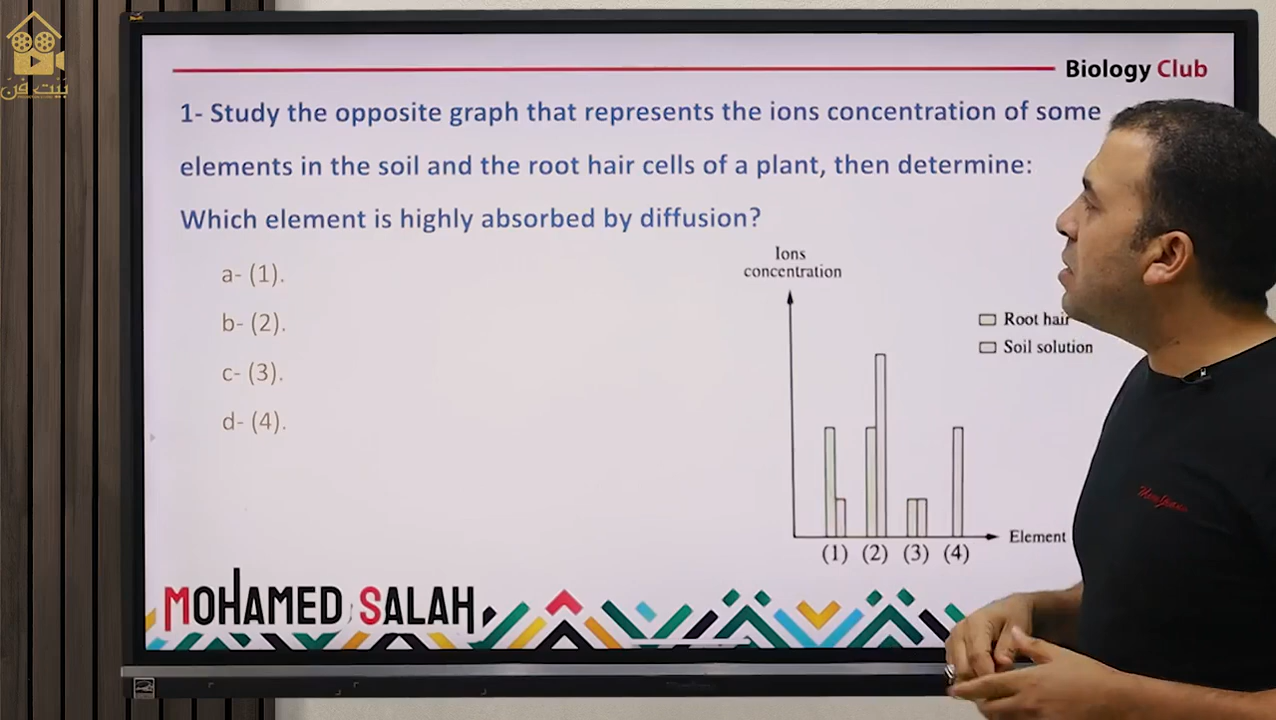 بيت فن
Biology Club
1- Study the opposite graph that represents the ions concentration of some
elements in the soil and the root hair cells of a plant, then determine:
Which element is highly absorbed by diffusion?
a- (1).
b- (2).
c- (3).
d- (4).
Ions
concentration
Root hair
Soil solution
Element
(1) (2) (3) (4)
MOHAMED SALAH